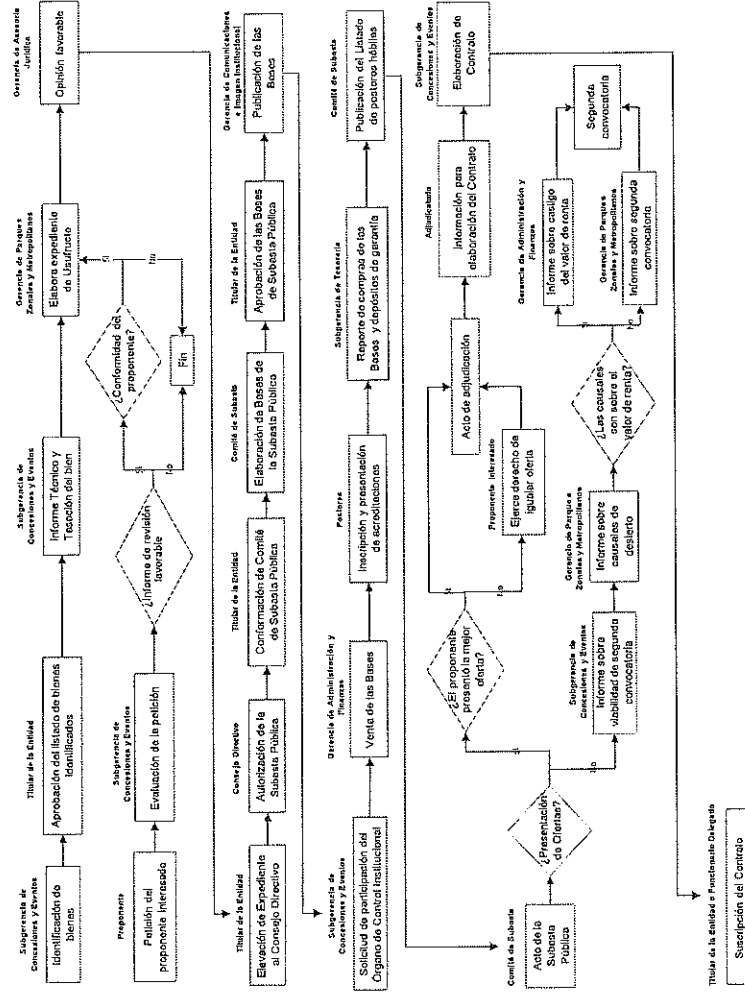 Subgerencia de
Concesiones y Eventos
Identificación de
bienes
Titular de la Entidad
Aprobación del listado de bienes
Identificados
Subgerencia de
Concesiones y Eventos
Informe Técnico y
Tasación del bien
Gerencia de Parques
Zonales y Metropolitanos
Elabora expediente
de Usufructo
Gerencia de Asesoría
Jurídica
Opinión favorable
Proponente
Petición del
proponente interesado
Subgerencia de
Concesiones y Eventos
Evaluación de la petición
¿Informe de revisión
favorable
Si
No
¿Conformidad del
proponente?
Si
No
Fin
Titular de la Entidad
Elevación de Expediente
al Consejo Directivo
Consejo Directivo
Autorización de la
Subasta Pública
Titular de la Entidad
Conformación de Comité
de Subasta Pública
Comité de Subasta
Elaboración de Bases de
la Subasta Pública
Titular de la Entidad
Aprobación de las Bases
de Subasta Pública
Gerencia de Comunicaciones
e Imagen Institucional
Publicación de las
Bases
Subgerencia de
Concesiones y Eventos
Solicitud de participación del
Órgano de Control Institucional
Gerencia de Administración y
Finanzas
Venta de las Bases
Postores
Inscripción y presentación
de acreditaciones
Subgerencia de Tesorería
Reporte de compras de las
Bases y depósitos de garantía
Comité de Subasta
Publicación del Listado
de postores hábiles
Comité de Subasta
Acto de la
Subasta
Pública
¿Presentación
de Ofertas?
Si
No
¿El proponente
presentó la mejor
oferta?
Si
No
Proponente Interesado
Ejerce derecho de
igualar oferta
Acto de adjudicación
Adjudicatario
Información para
elaboración del Contrato
Subgerencia de
Concesiones y Eventos
Elaboración de
Contrato
Subgerencia de
Concesiones y Eventos
Informe sobre
viabilidad de segunda
convocatoria
Gerencia de Parques
Zonales y Metropolitanos
Informe sobre
causales de
desierto
¿Las causales
son sobre el
valor de renta?
Si
No
Gerencia de Administración y
Finanzas
Informe sobre castigo
del valor de renta
Gerencia de Parques
Zonales y Metropolitanos
Informe sobre segunda
convocatoria
Segunda
convocatoria
Titular de la Entidad o Funcionario Delegado
Suscripción del Contrato